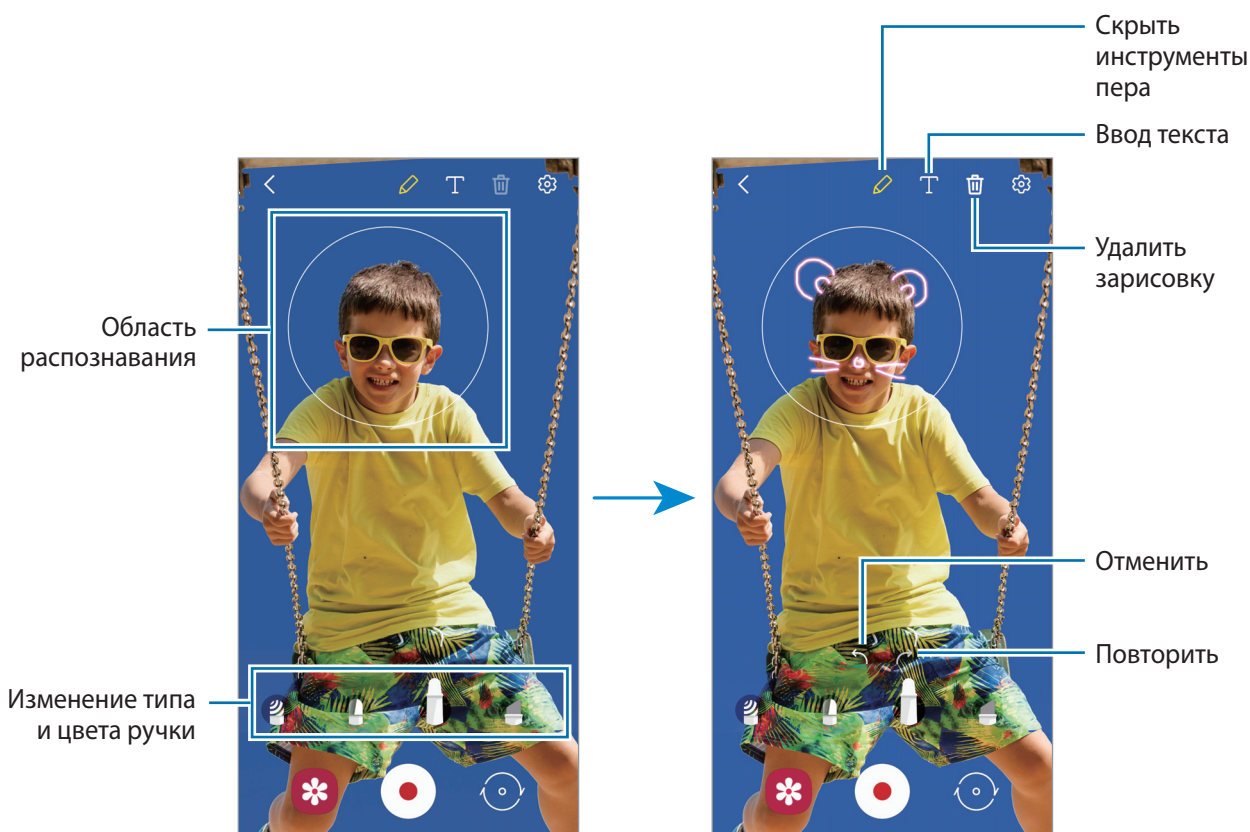 Скрыть
инструменты
пера
Ввод текста
Удалить
зарисовку
Область
распознавания
Отменить
Повторить
Изменение типа
и цвета ручки